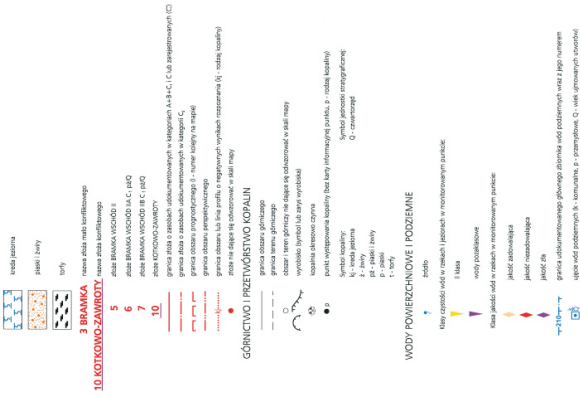 kreda jeziorna
piaski i żwiry
torfy
3 BRAMKA nazwa złoża mało konfliktowego
10 KOTKOWO-ZAWROTY nazwa złoża konfliktowego
5 złoże BRAMKA WSCHÓD II
6 złoże BRAMKA WSCHÓD IIA C₁ pż/Q
7 złoże BRAMKA WSCHÓD IIB C₁ pż/Q
10 złoże KOTKOWO-ZAWROTY
granica złoża o zasobach udokumentowanych w kategoriach A+B+C₁ i C lub zarejestrowanych (C)
granica złoża o zasobach udokumentowanych w kategorii C₂
granica obszaru prognostycznego (I - numer kolejny na mapie)
granica obszaru perspektywicznego
kj granica obszaru lub linia profilu o negatywnych wynikach rozpoznania (kj - rodzaj kopaliny)
złoże nie dające się odwzorować w skali mapy
GÓRNICTWO I PRZETWÓRSTWO KOPALIN
granica obszaru górniczego
granica terenu górniczego
obszar i teren górniczy nie dające się odwzorować w skali mapy
wyrobisko (symbol lub zarys wyrobiska)
kopalnia okresowo czynna
p punkt występowania kopaliny (bez karty informacyjnej punktu, p - rodzaj kopaliny)
Symbol kopaliny:
kj - kreda jeziorna
ż - żwiry
pż - piaski i żwiry
p - piaski
t - torfy
Symbol jednostki stratygraficznej:
Q - czwartorzęd
WODY POWIERZCHNIOWE I PODZIEMNE
źródło
Klasy czystości wód w rzekach i jeziorach w monitorowanym punkcie:
II klasa
wody pozaklasowe
Klasa jakości wód w rzekach w monitorowanym punkcie:
jakość zadowalająca
jakość niezadowalająca
jakość zła
210 granica udokumentowanego głównego zbiornika wód podziemnych wraz z jego numerem
ujęcie wód podziemnych (k - komunalne, p - przemysłowe, Q - wiek ujmowanych utworów)